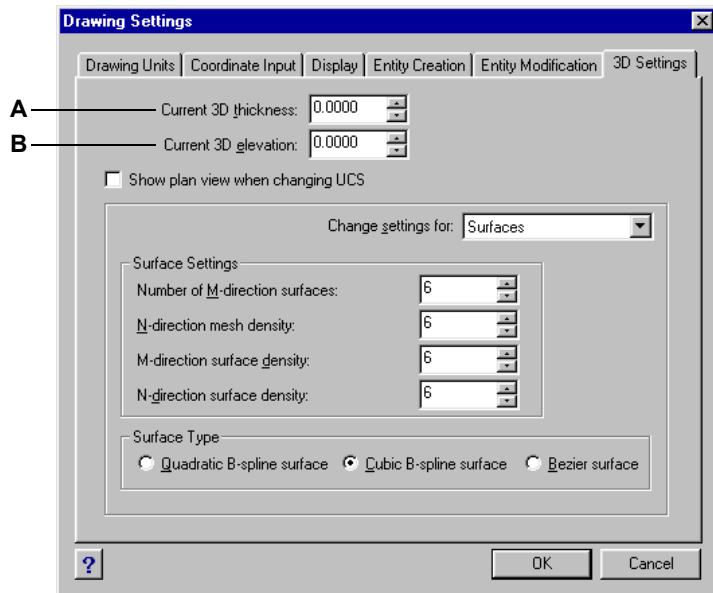 Drawing Settings
Drawing Units Coordinate Input Display Entity Creation Entity Modification 3D Settings
A Current 3D thickness: 0.0000
B Current 3D elevation: 0.0000
Show plan view when changing UCS
Change settings for: Surfaces
Surface Settings
Number of M-direction surfaces: 6
N-direction mesh density: 6
M-direction surface density: 6
N-direction surface density: 6
Surface Type
Quadratic B-spline surface Cubic B-spline surface Bezier surface
? OK Cancel